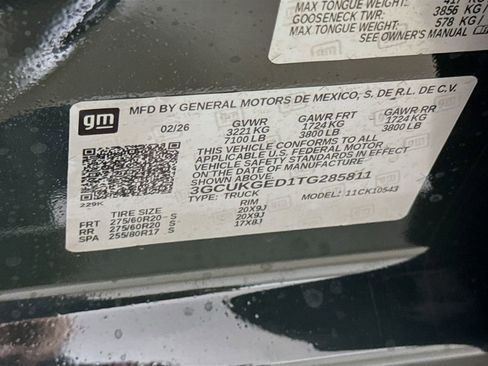 MAX TONGUE WEIGHT: 417 KG /
GOOSENECK TWR: 3856 KG /
MAX TONGUE WEIGHT: 578 KG /
SEE OWNER'S MANUAL
gm
MFD BY GENERAL MOTORS DE MEXICO, S. DE R.L. DE C.V.
02/26 GVWR GAWR FRT GAWR RR
3221 KG 1724 KG 1724 KG
7100 LB 3800 LB 3800 LB
THIS VEHICLE CONFORMS TO ALL APPLICABLE
U.S. FEDERAL MOTOR
VEHICLE SAFETY STANDARDS IN EFFECT ON THE
DATE OF MANUFACTURE
3GCUKGED1TG285811
TYPE: TRUCK MODEL: 11CK10543
229K
TIRE SIZE RIM
FRT 275/60R20 S 20X9J
RR 275/60R20 S 20X9J
SPA 255/80R17 S 17X8J